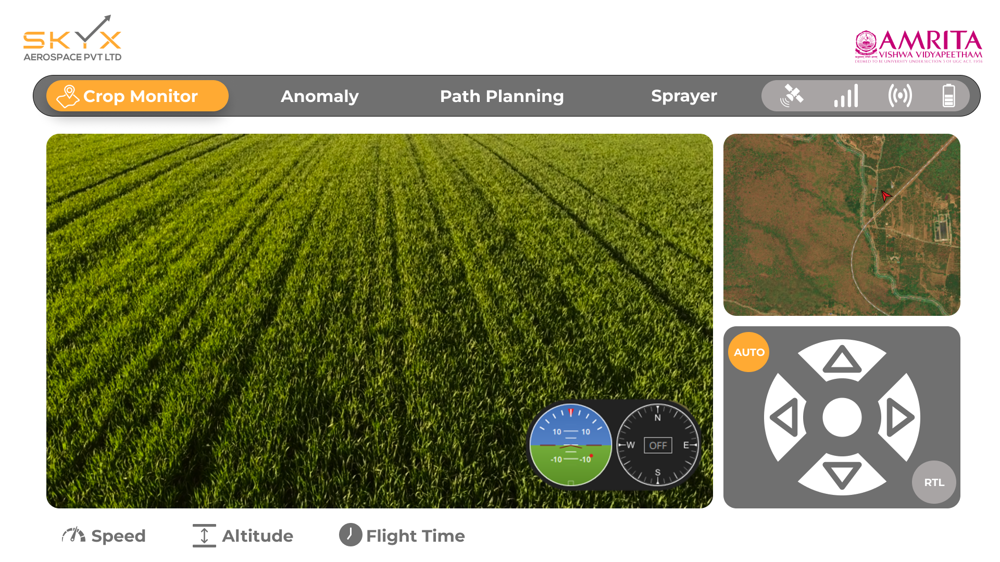 SKYX
AEROSPACE PVT LTD
AMRITA
VISHWA VIDYAPEETHAM
DEEMED TO BE UNIVERSITY UNDER SECTION 3 OF UGC ACT, 1956
Crop Monitor
Anomaly
Path Planning
Sprayer
AUTO
10 10
-10 -10
N
W OFF E
S
RTL
Speed
Altitude
Flight Time